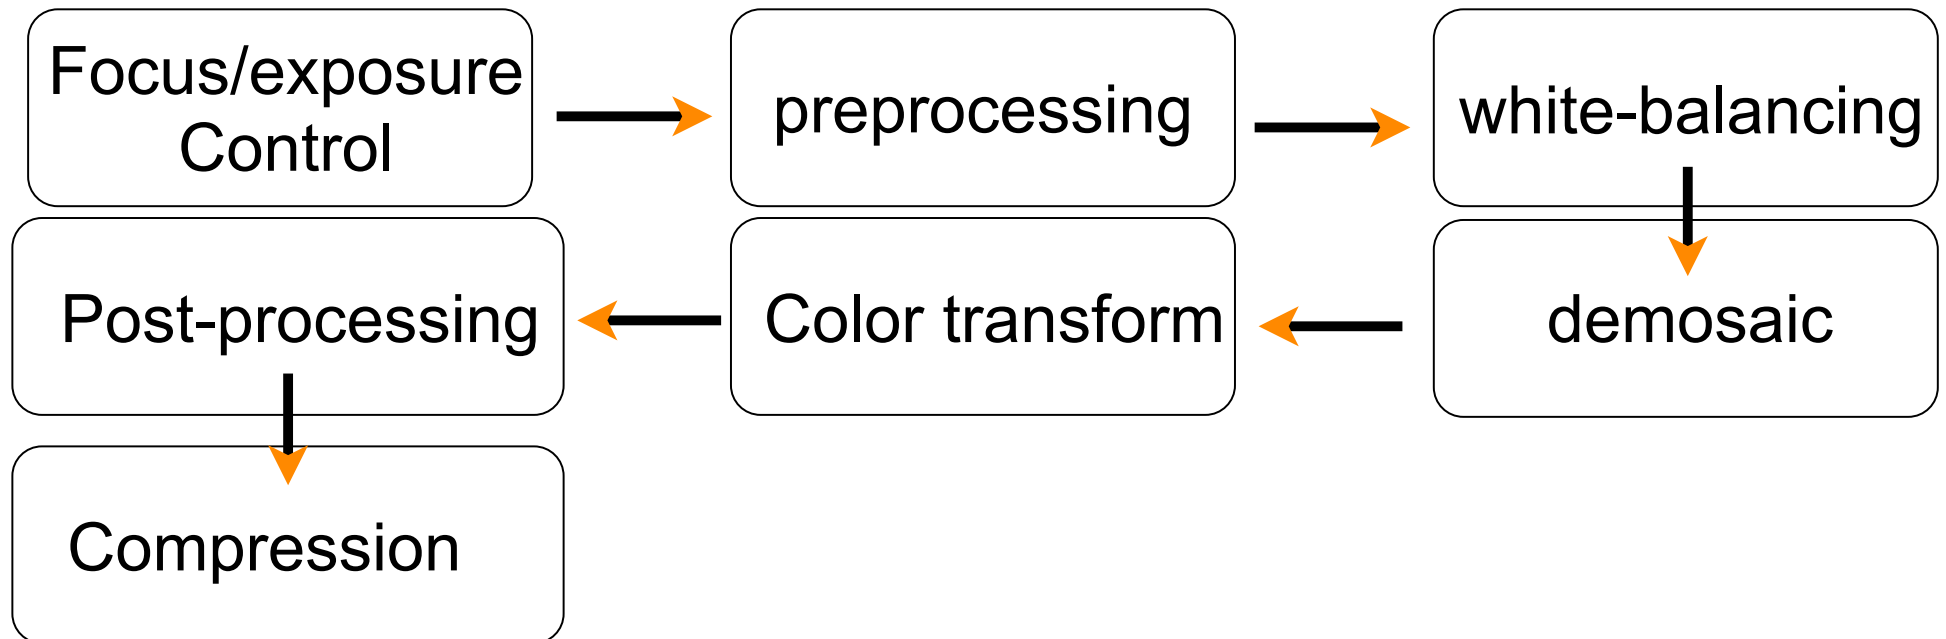 Focus/exposure
Control
preprocessing
white-balancing
Post-processing
Color transform
demosaic
Compression